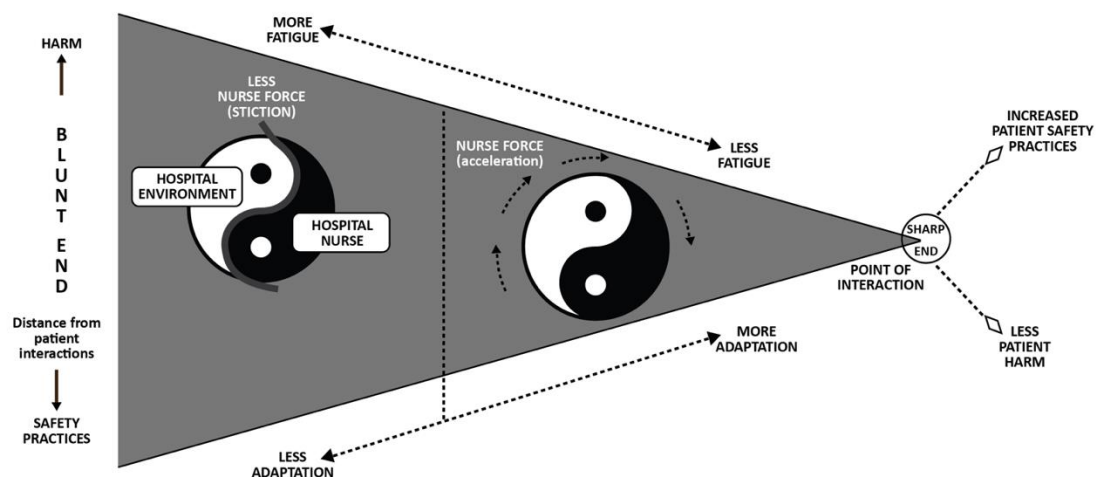 HARM
BLUNT END
Distance from
patient
interactions
SAFETY
PRACTICES
MORE
FATIGUE
LESS
NURSE FORCE
(STICTION)
HOSPITAL
ENVIRONMENT
HOSPITAL
NURSE
NURSE FORCE
(acceleration)
LESS
FATIGUE
LESS
ADAPTATION
MORE
ADAPTATION
POINT OF
INTERACTION
SHARP
END
INCREASED
PATIENT SAFETY
PRACTICES
LESS
PATIENT
HARM